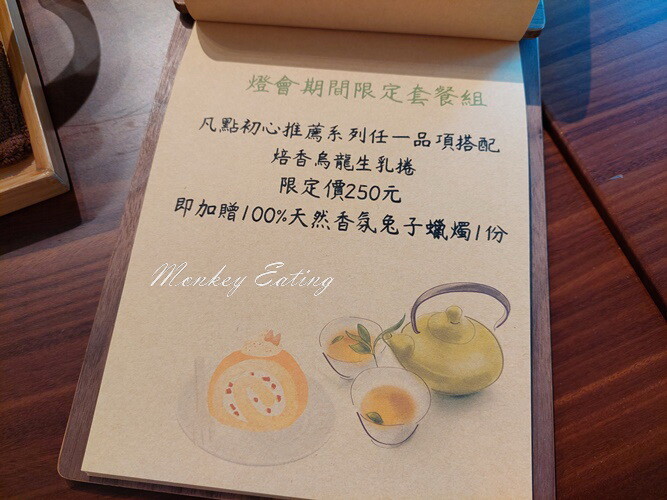 燈會期間限定套餐組
凡點初心推薦系列任一品項搭配
焙香烏龍生乳捲
限定價250元
即加贈100%天然香氛兔子蠟燭1份
Monkey Eating